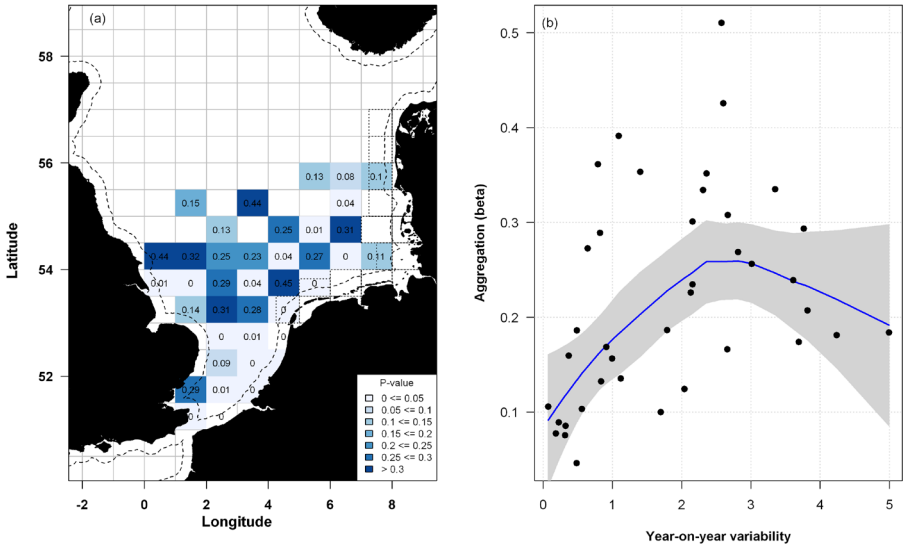 (a)
58
56
54
52
Latitude
0.13 0.08 0.1
0.15 0.44 0.04
0.13 0.25 0.01 0.31
0.44 0.32 0.25 0.23 0.04 0.27 0 0.11
0.01 0 0.29 0.04 0.45 0
0.14 0.31 0.28 0
0 0.01 0
0.09 0
0.29 0.01 0
0 0
P-value
0 <= 0.05
0.05 <= 0.1
0.1 <= 0.15
0.15 <= 0.2
0.2 <= 0.25
0.25 <= 0.3
> 0.3
-2 0 2 4 6 8
Longitude
(b)
0.5
0.4
0.3
0.2
0.1
Aggregation (beta)
0 1 2 3 4 5
Year-on-year variability